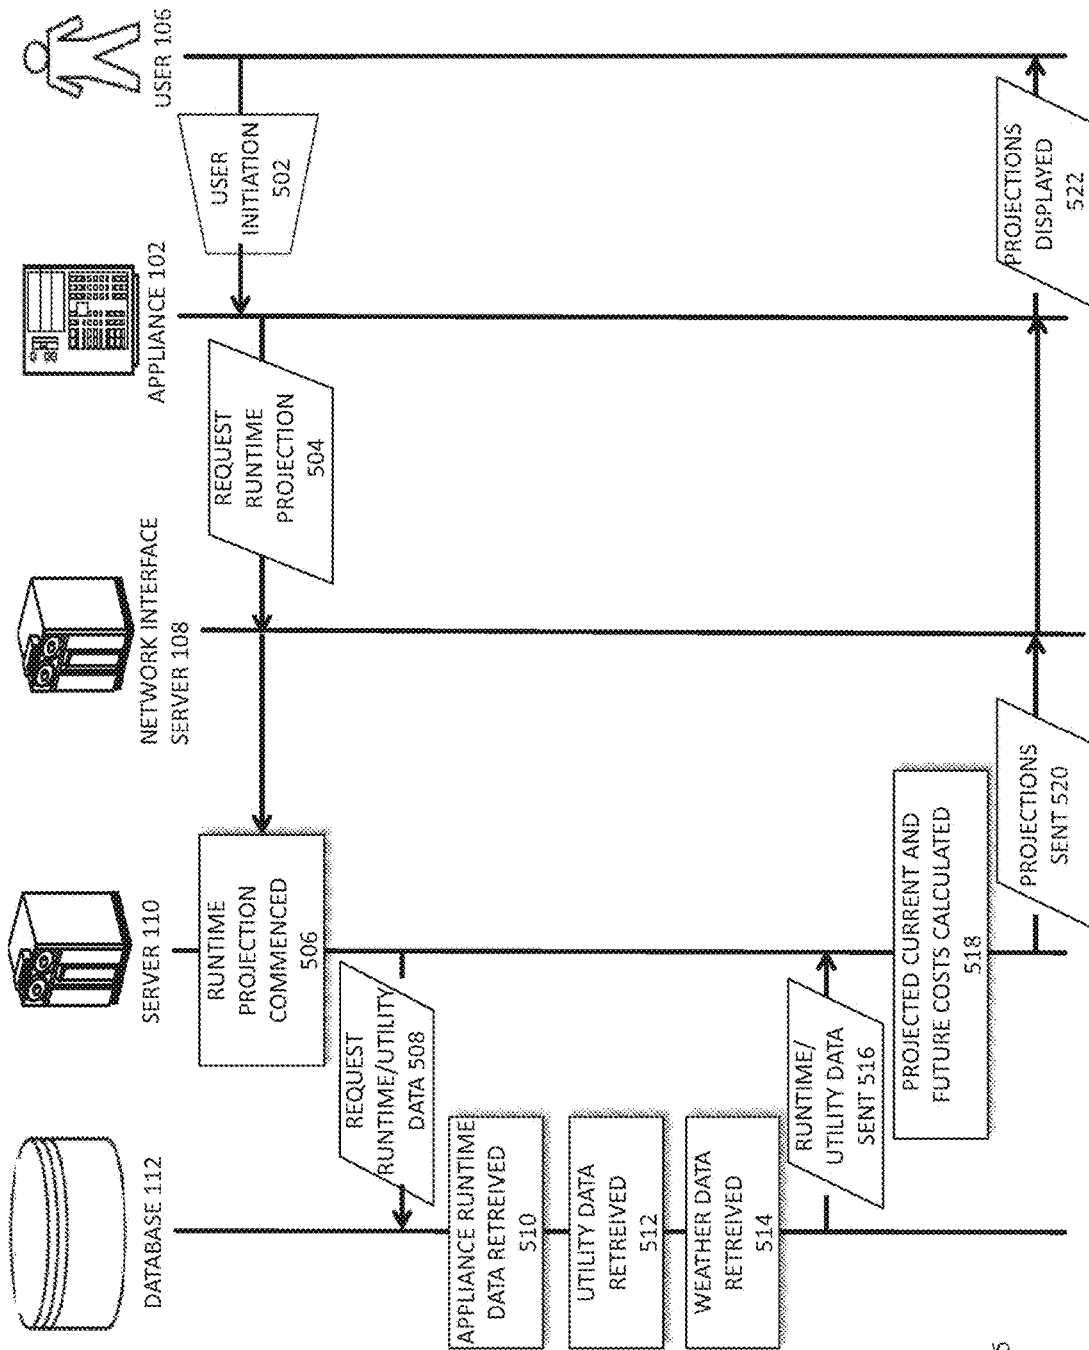 DATABASE 112
SERVER 110
NETWORK INTERFACE
SERVER 108
APPLIANCE 102
USER 106
USER
INITIATION
502
REQUEST
RUNTIME
PROJECTION
504
RUNTIME
PROJECTION
COMMENCED
506
REQUEST
RUNTIME/UTILITY
DATA 508
APPLIANCE RUNTIME
DATA RETREIVED
510
UTILITY DATA
RETREIVED
512
WEATHER DATA
RETREIVED
514
RUNTIME/
UTILITY DATA
SENT 516
PROJECTED CURRENT AND
FUTURE COSTS CALCULATED
518
PROJECTIONS
SENT 520
PROJECTIONS
DISPLAYED
522